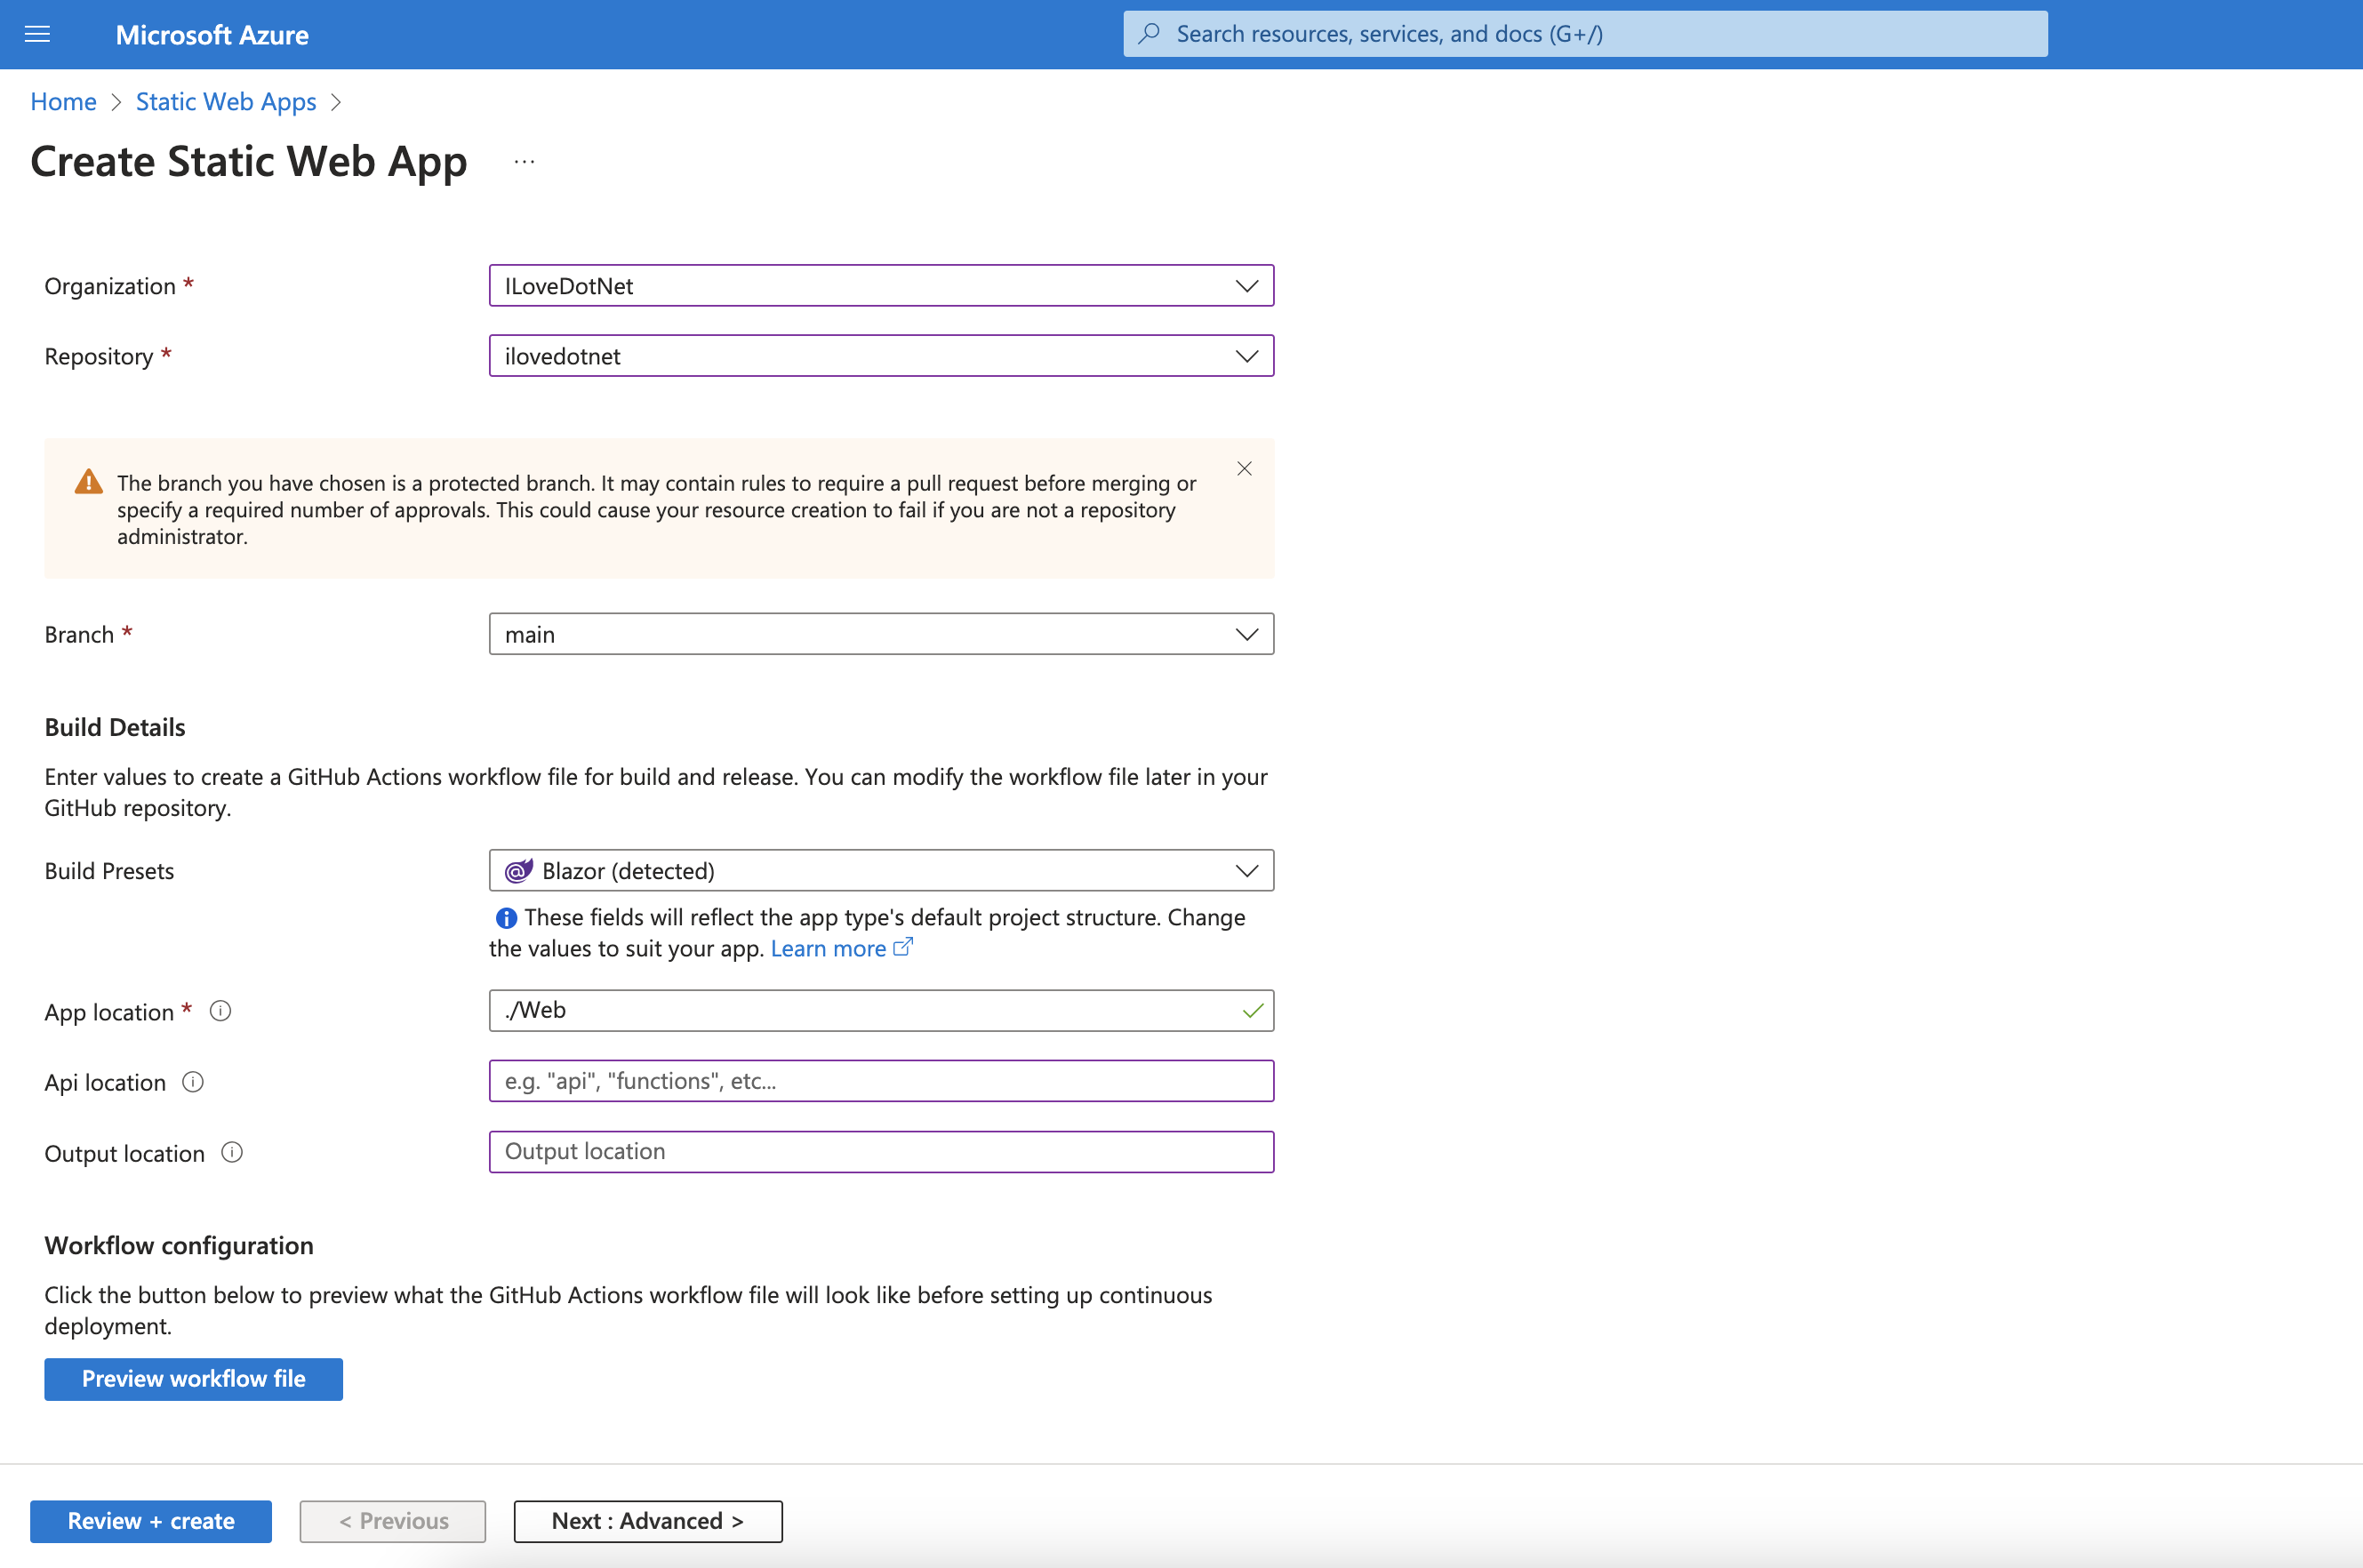 Microsoft Azure
Search resources, services, and docs (G+/)
Home > Static Web Apps >
Create Static Web App ...
Organization *
ILoveDotNet
Repository *
ilovedotnet
The branch you have chosen is a protected branch. It may contain rules to require a pull request before merging or
specify a required number of approvals. This could cause your resource creation to fail if you are not a repository
administrator.
Branch *
main
Build Details
Enter values to create a GitHub Actions workflow file for build and release. You can modify the workflow file later in your
GitHub repository.
Build Presets
Blazor (detected)
These fields will reflect the app type's default project structure. Change
the values to suit your app. Learn more
App location *
./Web
Api location
e.g. "api", "functions", etc...
Output location
Output location
Workflow configuration
Click the button below to preview what the GitHub Actions workflow file will look like before setting up continuous
deployment.
Preview workflow file
Review + create
< Previous
Next : Advanced >